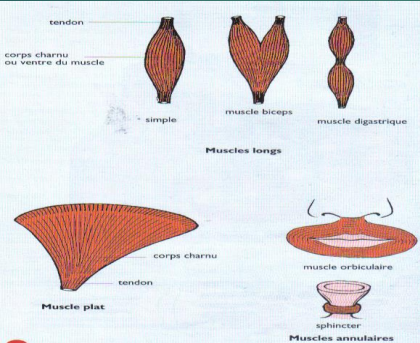 tendon
corps charnu
ou ventre du muscle
simple
muscle biceps
muscle digastrique
Muscles longs
corps charnu
tendon
Muscle plat
muscle orbiculaire
sphincter
Muscles annulaires